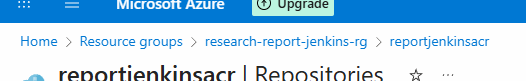 Microsoft Azure Upgrade
Home > Resource groups > research-report-jenkins-rg > reportjenkinsacr
reportjenkinsacr | Repositories